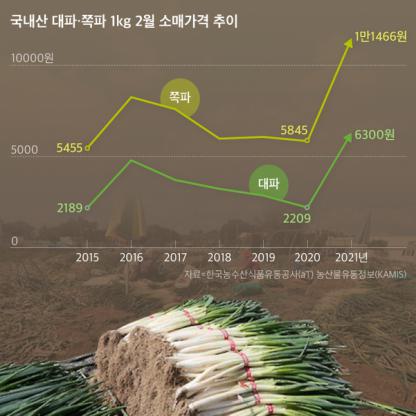 국내산 대파·쪽파 1kg 2월 소매가격 추이
1만1466원
10000원
쪽파
5845
6300원
5455
5000
대파
2189
2209
0
2015 2016 2017 2018 2019 2020 2021년
자료=한국농수산식품유통공사(aT) 농산물유통정보(KAMIS)